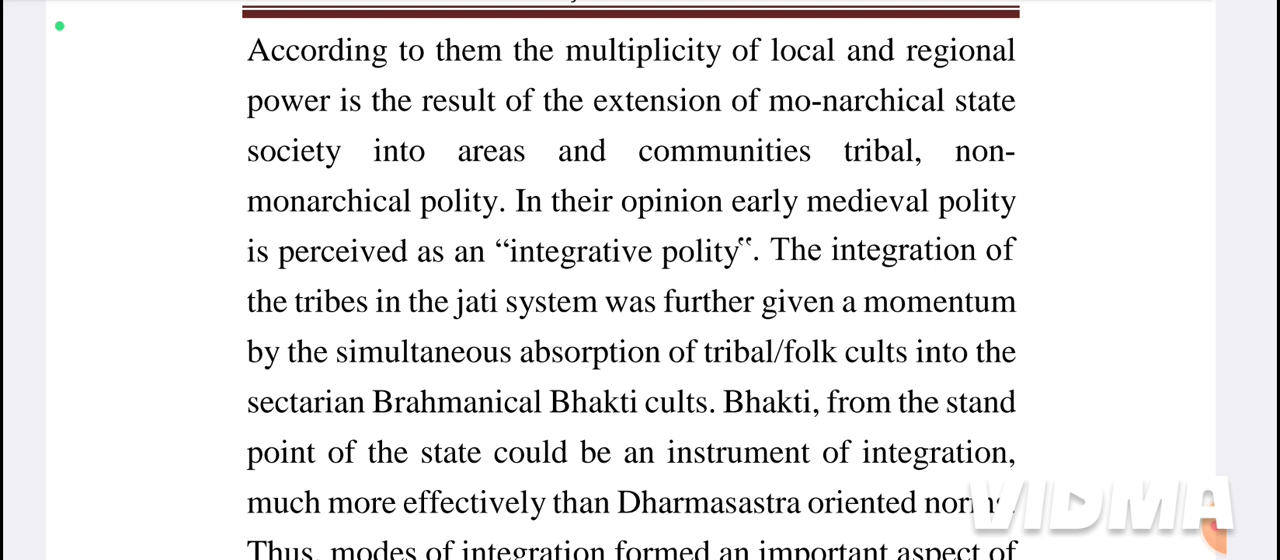 According to them the multiplicity of local and regional
power is the result of the extension of mo-narchical state
society into areas and communities tribal, non-
monarchical polity. In their opinion early medieval polity
is perceived as an “integrative polity‟. The integration of
the tribes in the jati system was further given a momentum
by the simultaneous absorption of tribal/folk cults into the
sectarian Brahmanical Bhakti cults. Bhakti, from the stand
point of the state could be an instrument of integration,
much more effectively than Dharmasastra oriented
VIDMA
Thus, modes of integration formed an important aspect of